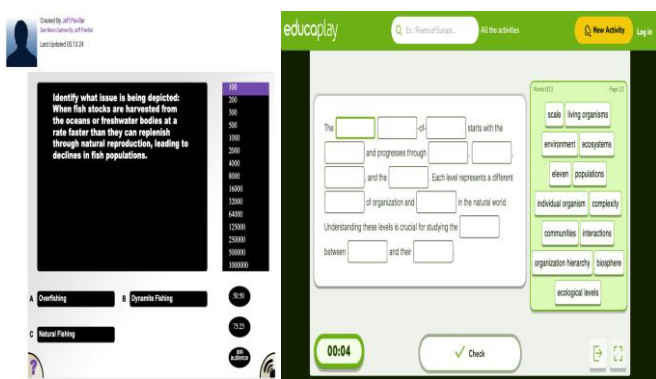 Created By Jeff Pavillar
See More Games By Jeff Pavillar
Last Updated 05.13.24
Identify what issue is being depicted:
When fish stocks are harvested from
the oceans or freshwater bodies at a
rate faster than they can replenish
through natural reproduction, leading to
declines in fish populations.
100
200
300
500
1000
2000
4000
8000
16000
32000
64000
125000
250000
500000
1000000
A Overfishing
B Dynamite Fishing
C Natural Fishing
50:50
75:25
ask
audience
?
educaplay
Ex.: Rivers of Europe...
All the activities
New Activity
Log in
The -of- starts with the
and progresses through , ,
, and the . Each level represents a different
of organization and in the natural world.
Understanding these levels is crucial for studying the
between and their .
Words 0/13
Page 1/1
scale living organisms
environment ecosystems
eleven populations
individual organism complexity
communities interactions
organization hierarchy biosphere
ecological levels
00:04
Check